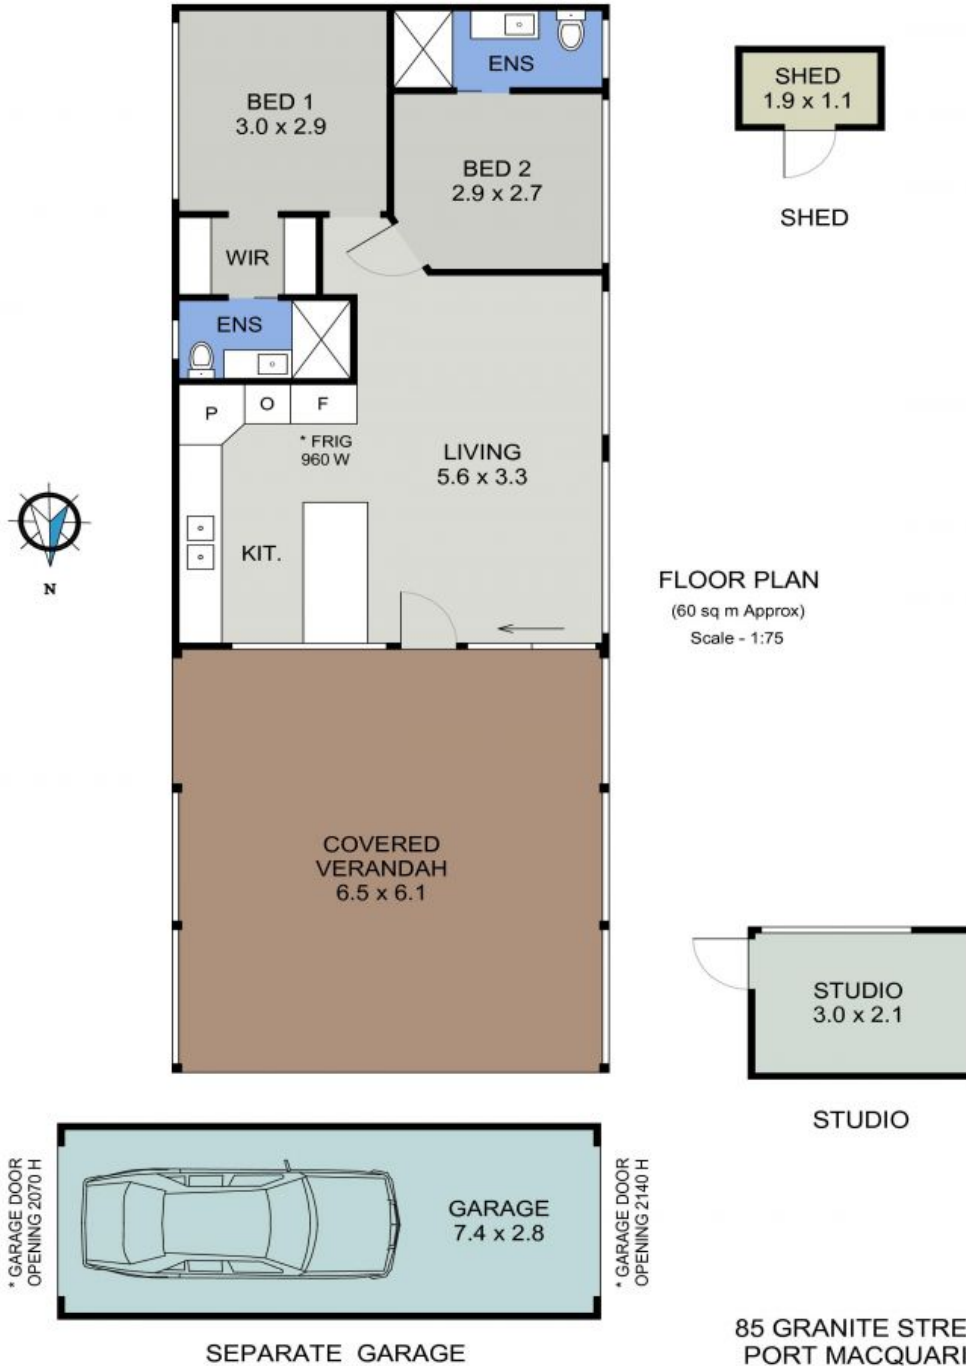 ENS
BED 1
3.0 x 2.9
BED 2
2.9 x 2.7
SHED
1.9 x 1.1
SHED
WIR
ENS
P
O
F
* FRIG
960 W
LIVING
5.6 x 3.3
KIT.
N
FLOOR PLAN
(60 sq m Approx)
Scale - 1:75
COVERED
VERANDAH
6.5 x 6.1
STUDIO
3.0 x 2.1
STUDIO
* GARAGE DOOR
OPENING 2070 H
GARAGE
7.4 x 2.8
* GARAGE DOOR
OPENING 2140 H
SEPARATE GARAGE
85 GRANITE STRE
PORT MACQUARI